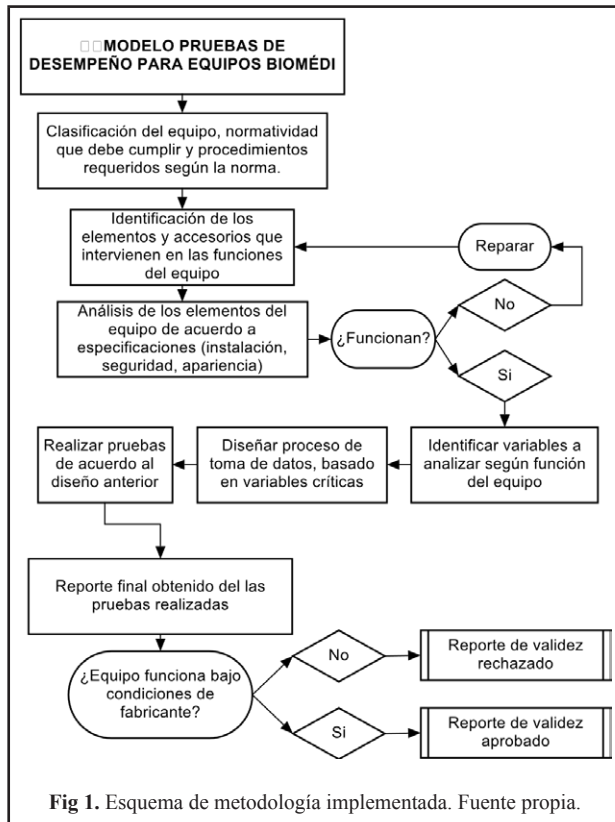 □□MODELO PRUEBAS DE
DESEMPEÑO PARA EQUIPOS BIOMÉDI
Clasificación del equipo, normatividad
que debe cumplir y procedimientos
requeridos según la norma.
Identificación de los
elementos y accesorios que
intervienen en las funciones
del equipo
Reparar
Análisis de los elementos del
equipo de acuerdo a
especificaciones (instalación,
seguridad, apariencia)
¿Funcionan?
No
Si
Realizar pruebas
de acuerdo al
diseño anterior
Diseñar proceso de
toma de datos, basado
en variables críticas
Identificar variables a
analizar según función
del equipo
Reporte final obtenido del las
pruebas realizadas
¿Equipo funciona bajo
condiciones de
fabricante?
No
Reporte de validez
rechazado
Si
Reporte de validez
aprobado
Fig 1. Esquema de metodología implementada. Fuente propia.